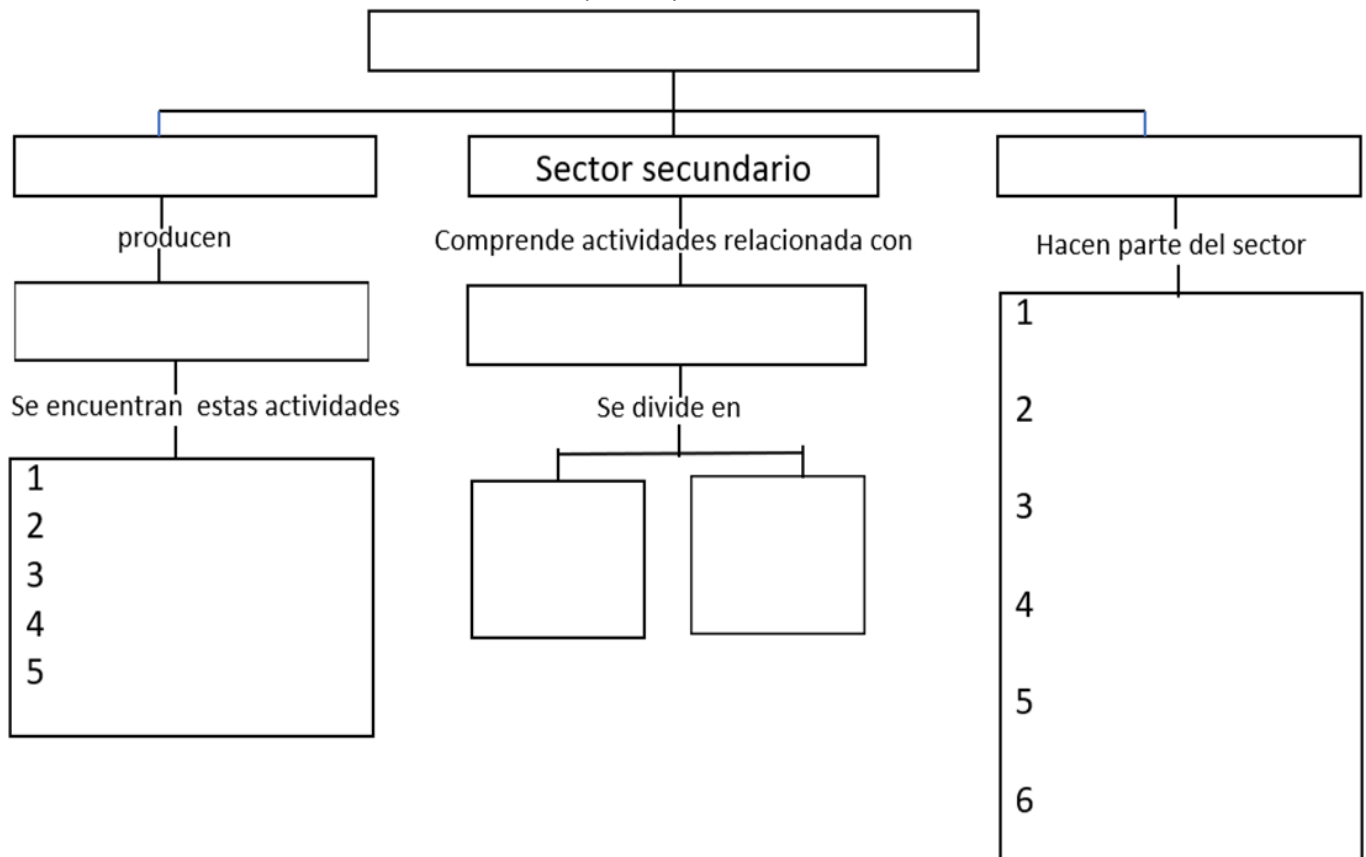 Sector secundario
producen
Comprende actividades relacionada con
Hacen parte del sector
Se encuentran estas actividades
Se divide en
1
2
3
4
5
1
2
3
4
5
6